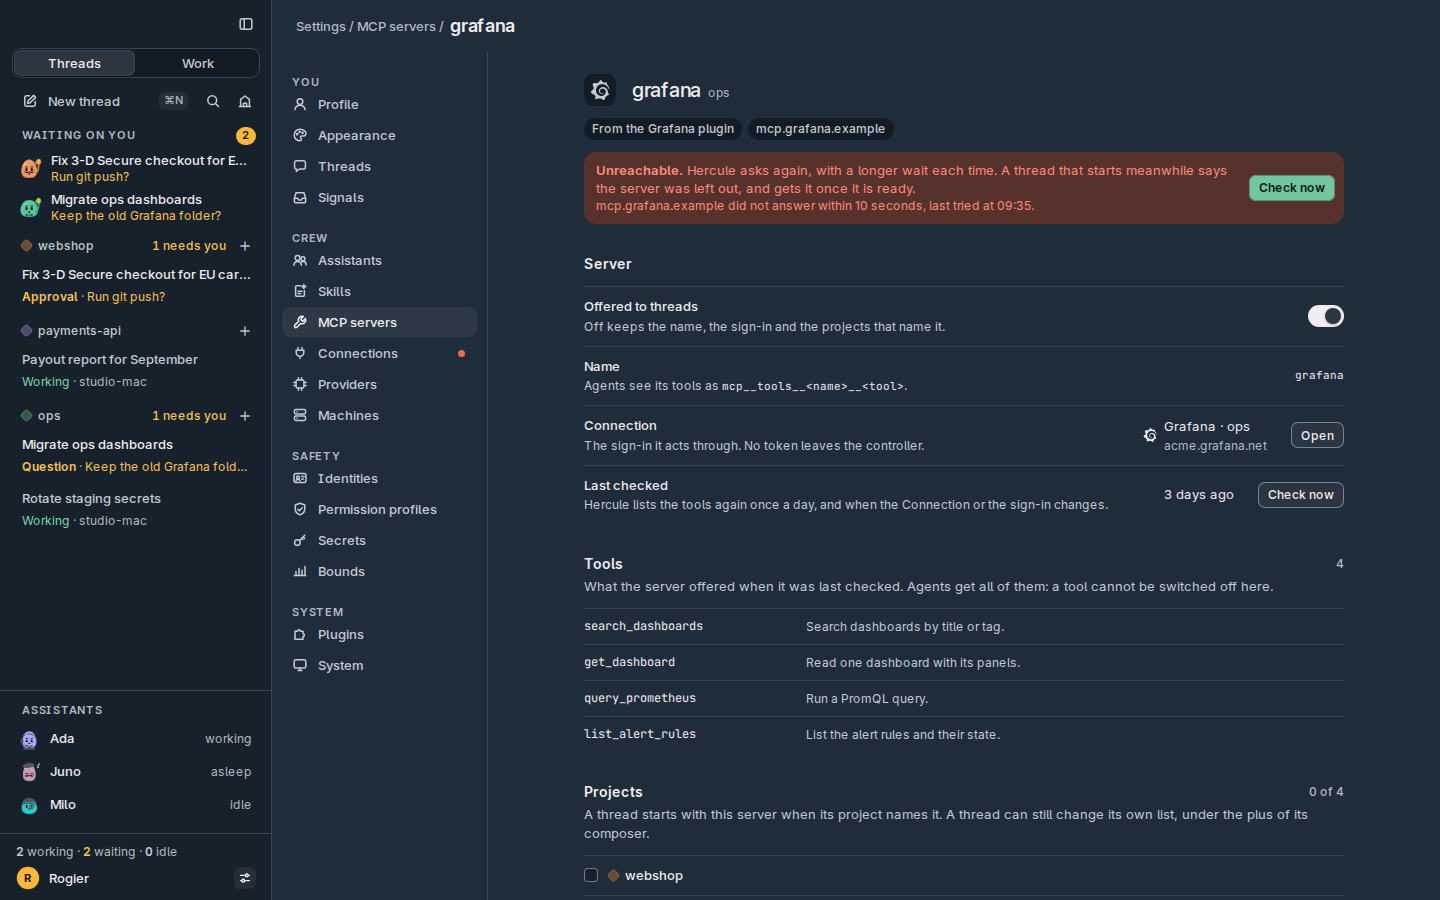 Threads
Work
New thread
⌘N
WAITING ON YOU
2
Fix 3-D Secure checkout for E...
Run git push?
Migrate ops dashboards
Keep the old Grafana folder?
webshop
1 needs you
Fix 3-D Secure checkout for EU car...
Approval · Run git push?
payments-api
Payout report for September
Working · studio-mac
ops
1 needs you
Migrate ops dashboards
Question · Keep the old Grafana fold...
Rotate staging secrets
Working · studio-mac
ASSISTANTS
Ada
working
Juno
asleep
Milo
idle
2 working · 2 waiting · 0 idle
R
Rogier
Settings / MCP servers / grafana
YOU
Profile
Appearance
Threads
Signals
CREW
Assistants
Skills
MCP servers
Connections
Providers
Machines
SAFETY
Identities
Permission profiles
Secrets
Bounds
SYSTEM
Plugins
System
grafana ops
From the Grafana plugin
mcp.grafana.example
Unreachable. Hercule asks again, with a longer wait each time. A thread that starts meanwhile says
the server was left out, and gets it once it is ready.
mcp.grafana.example did not answer within 10 seconds, last tried at 09:35.
Check now
Server
Offered to threads
Off keeps the name, the sign-in and the projects that name it.
Name
Agents see its tools as mcp__tools__<name>__<tool>.
grafana
Connection
The sign-in it acts through. No token leaves the controller.
Grafana · ops
acme.grafana.net
Open
Last checked
Hercule lists the tools again once a day, and when the Connection or the sign-in changes.
3 days ago
Check now
Tools
4
What the server offered when it was last checked. Agents get all of them: a tool cannot be switched off here.
search_dashboards
Search dashboards by title or tag.
get_dashboard
Read one dashboard with its panels.
query_prometheus
Run a PromQL query.
list_alert_rules
List the alert rules and their state.
Projects
0 of 4
A thread starts with this server when its project names it. A thread can still change its own list, under the plus of its
composer.
webshop